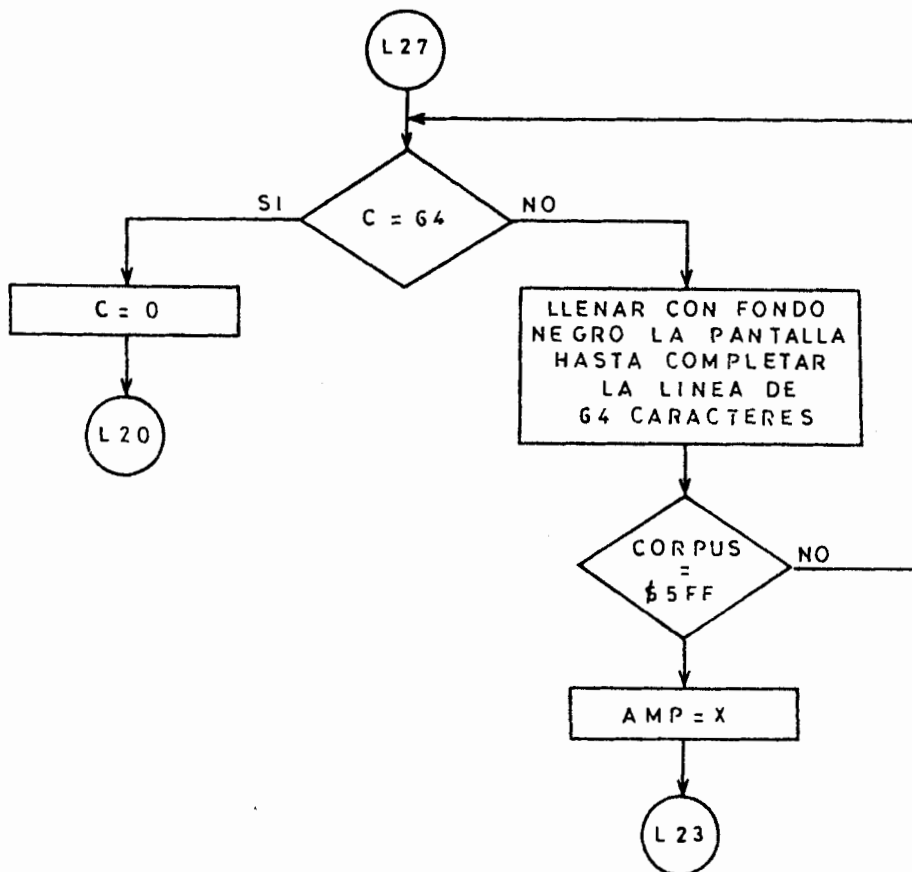 L27
C = 64
SI
NO
C = 0
L20
LLENAR CON FONDO
NEGRO LA PANTALLA
HASTA COMPLETAR
LA LINEA DE
64 CARACTERES
CORPUS
=
$5FF
NO
AMP = X
L23